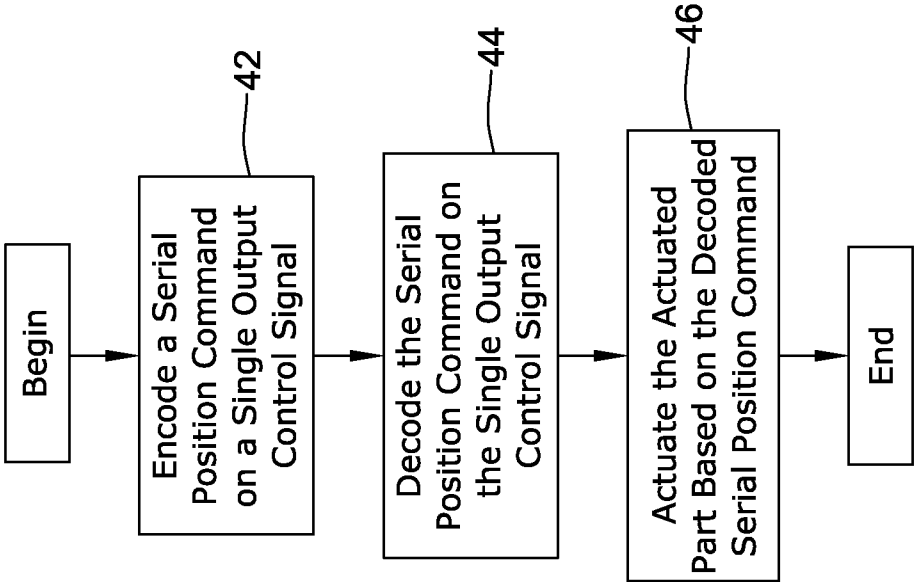 Begin
Encode a Serial
Position Command
on a Single Output
Control Signal
42
Decode the Serial
Position Command on
the Single Output
Control Signal
44
Actuate the Actuated
Part Based on the Decoded
Serial Position Command
46
End